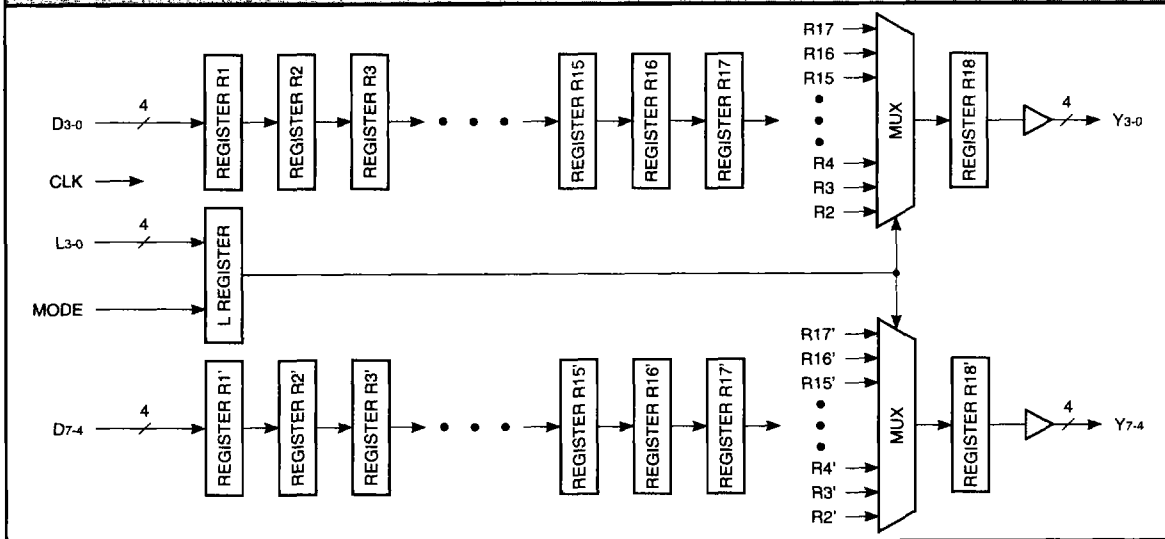 D3-0
4
REGISTER R1
REGISTER R2
REGISTER R3
REGISTER R15
REGISTER R16
REGISTER R17
R17
R16
R15
R4
R3
R2
MUX
REGISTER R18
4
Y3-0
CLK
L3-0
4
MODE
L REGISTER
D7-4
4
REGISTER R1'
REGISTER R2'
REGISTER R3'
REGISTER R15'
REGISTER R16'
REGISTER R17'
R17'
R16'
R15'
R4'
R3'
R2'
MUX
REGISTER R18'
4
Y7-4